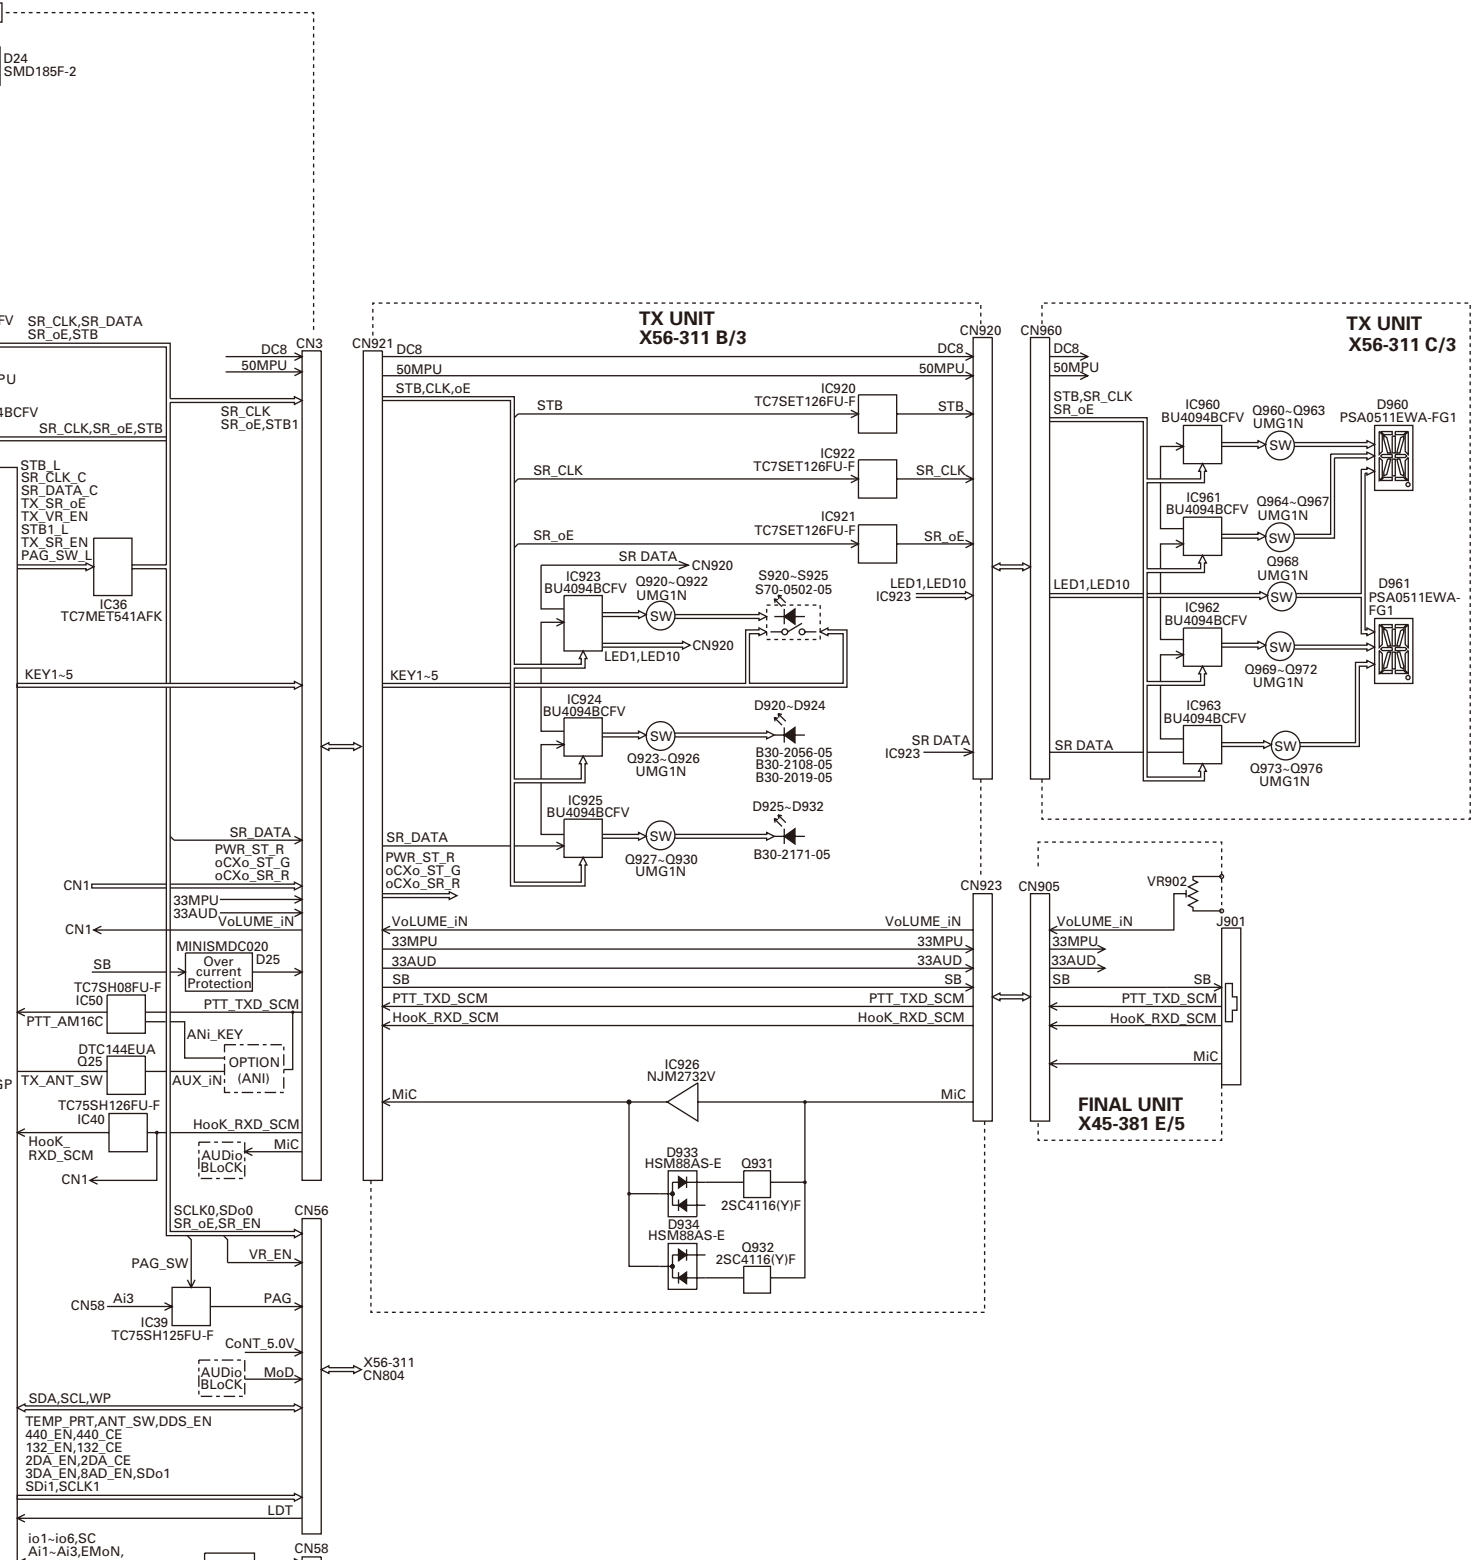 D24
SMD185F-2
FV SR_CLK,SR_DATA
SR_oE,STB
PU
4BCFV
SR_CLK,SR_oE,STB
STB_L
SR_CLK_C
SR_DATA_C
TX_SR_oE
TX_VR_EN
STB1_L
TX_SR_EN
PAG_SW_L
IC36
TC7MET541AFK
KEY1~5
DC8
50MPU
SR_CLK
SR_oE,STB1
CN3
SR_DATA
PWR_ST_R
oCXo_ST_G
oCXo_SR_R
CN1
33MPU
33AUD
VoLUME_iN
CN1
MINISMDC020
D25
SB
Over
current
Protection
TC7SH08FU-F
IC50
PTT_TXD_SCM
PTT_AM16C
ANi_KEY
DTC144EUA
Q25
OPTION
(ANI)
GP
TX_ANT_SW
AUX_iN
TC75SH126FU-F
IC40
HooK_RXD_SCM
HooK_
RXD_SCM
AUDio
BLoCK
MiC
CN1
SCLK0,SDo0
SR_oE,SR_EN
CN56
VR_EN
PAG_SW
CN58
Ai3
PAG
IC39
TC75SH125FU-F
CoNT_5.0V
AUDio
BLoCK
MoD
X56-311
CN804
SDA,SCL,WP
TEMP_PRT,ANT_SW,DDS_EN
440_EN,440_CE
132_EN,132_CE
2DA_EN,2DA_CE
3DA_EN,8AD_EN,SDo1
SDi1,SCLK1
LDT
io1~io6,SC
Ai1~Ai3,EMoN,
CN58
TX UNIT
X56-311 B/3
CN921
CN920
DC8
DC8
50MPU
50MPU
STB,CLK,oE
STB
IC920
TC7SET126FU-F
STB
SR_CLK
IC922
TC7SET126FU-F
SR_CLK
SR_oE
IC921
TC7SET126FU-F
SR_oE
SR DATA
CN920
IC923
BU4094BCFV
Q920~Q922
UMG1N
SW
S920~S925
S70-0502-05
LED1,LED10
IC923
CN920
LED1,LED10
KEY1~5
IC924
BU4094BCFV
SW
Q923~Q926
UMG1N
D920~D924
B30-2056-05
B30-2108-05
B30-2019-05
SR DATA
IC923
IC925
BU4094BCFV
SW
Q927~Q930
UMG1N
D925~D932
B30-2171-05
SR_DATA
PWR_ST_R
oCXo_ST_G
oCXo_SR_R
CN923
VoLUME_iN
VoLUME_iN
33MPU
33MPU
33AUD
33AUD
SB
SB
PTT_TXD_SCM
PTT_TXD_SCM
HooK_RXD_SCM
HooK_RXD_SCM
IC926
NJM2732V
MiC
MiC
D933
HSM88AS-E
Q931
2SC4116(Y)F
D934
HSM88AS-E
Q932
2SC4116(Y)F
TX UNIT
X56-311 C/3
CN960
DC8
50MPU
STB,SR_CLK
SR_oE
IC960
BU4094BCFV
Q960~Q963
UMG1N
SW
D960
PSA0511EWA-FG1
IC961
BU4094BCFV
Q964~Q967
UMG1N
SW
Q968
UMG1N
LED1,LED10
SW
D961
PSA0511EWA-
FG1
IC962
BU4094BCFV
SW
Q969~Q972
UMG1N
IC963
BU4094BCFV
SR DATA
SW
Q973~Q976
UMG1N
CN905
VR902
J901
VoLUME_iN
33MPU
33AUD
SB
SB
PTT_TXD_SCM
HooK_RXD_SCM
MiC
FINAL UNIT
X45-381 E/5